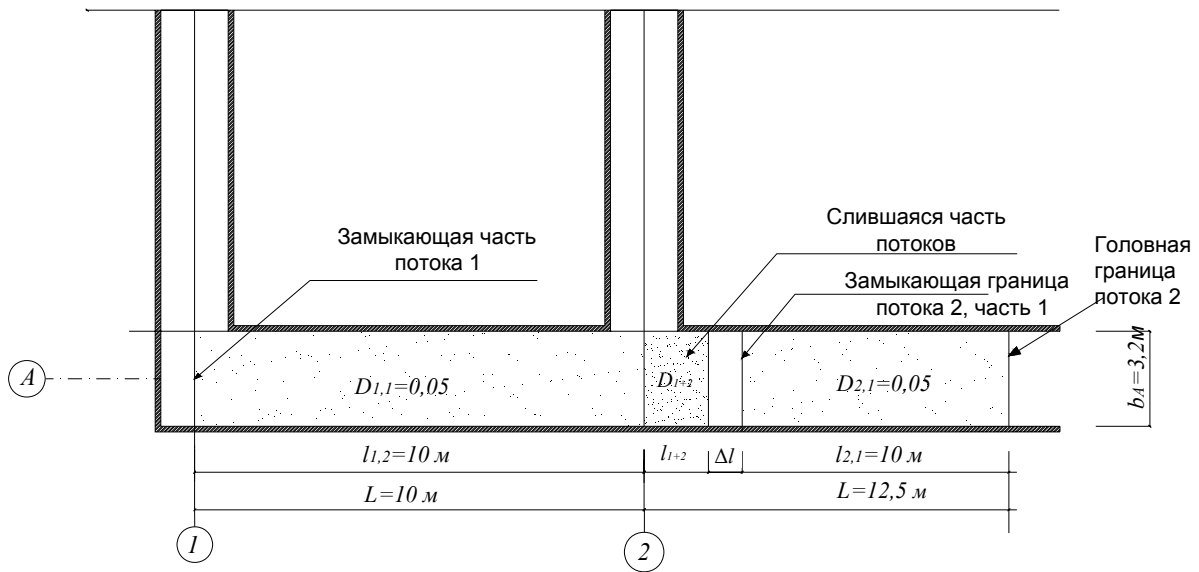 Замыкающая часть
потока 1
Слившаяся часть
потоков
Замыкающая граница
потока 2, часть 1
Головная
граница
потока 2
A
D1,1=0,05
D1+2
D2,1=0,05
bA=3,2м
l1,2=10 м
l1+2
Δl
l2,1=10 м
L=10 м
L=12,5 м
1
2